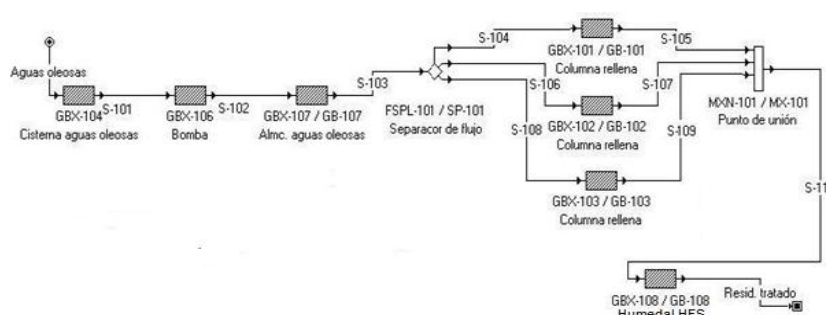 Aguas oleosas
GBX-104
Cisterna aguas oleosas
S-101
GBX-106
Bomba
S-102
GBX-107 / GB-107
Almc. aguas oleosas
S-103
FSPL-101 / SP-101
Separacor de flujo
S-104
GBX-101 / GB-101
Columna rellena
S-105
S-106
GBX-102 / GB-102
Columna rellena
S-107
S-108
GBX-103 / GB-103
Columna rellena
S-109
MXN-101 / MX-101
Punto de unión
S-11
GBX-108 / GB-108
Humedal HFS
Resid. tratado